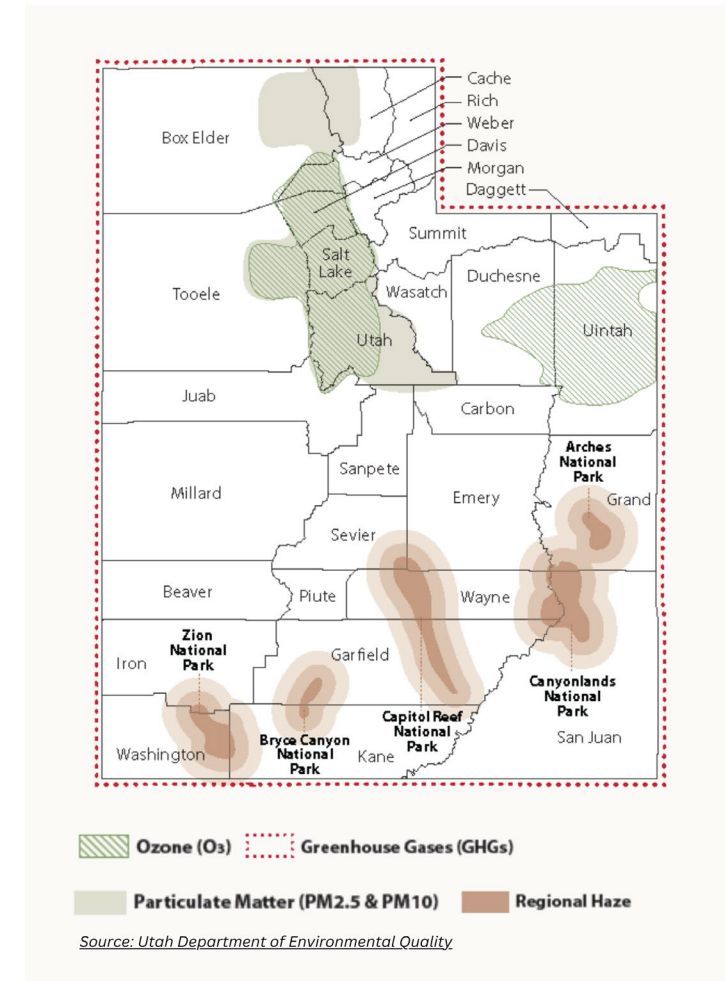 Cache
Rich
Box Elder
Weber
Davis
Morgan
Daggett
Summit
Salt
Lake
Duchesne
Wasatch
Tooele
Uintah
Utah
Juab
Carbon
Arches
National
Park
Sanpete
Millard
Emery
Grand
Sevier
Beaver
Piute
Wayne
Zion
National
Park
Iron
Garfield
Canyonlands
National
Park
Capitol Reef
National
Park
Bryce Canyon
National
Park
Washington
Kane
San Juan
Ozone (O3)
Greenhouse Gases (GHGs)
Particulate Matter (PM2.5 & PM10)
Regional Haze
Source: Utah Department of Environmental Quality